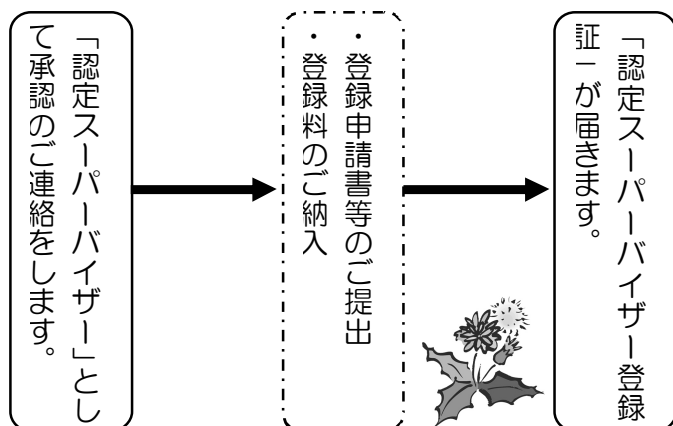 「認定スーパーバイザー」とし
て承認のご連絡をします。
・登録申請書等のご提出
・登録料のご納入
「認定スーパーバイザー登録
証」が届きます。